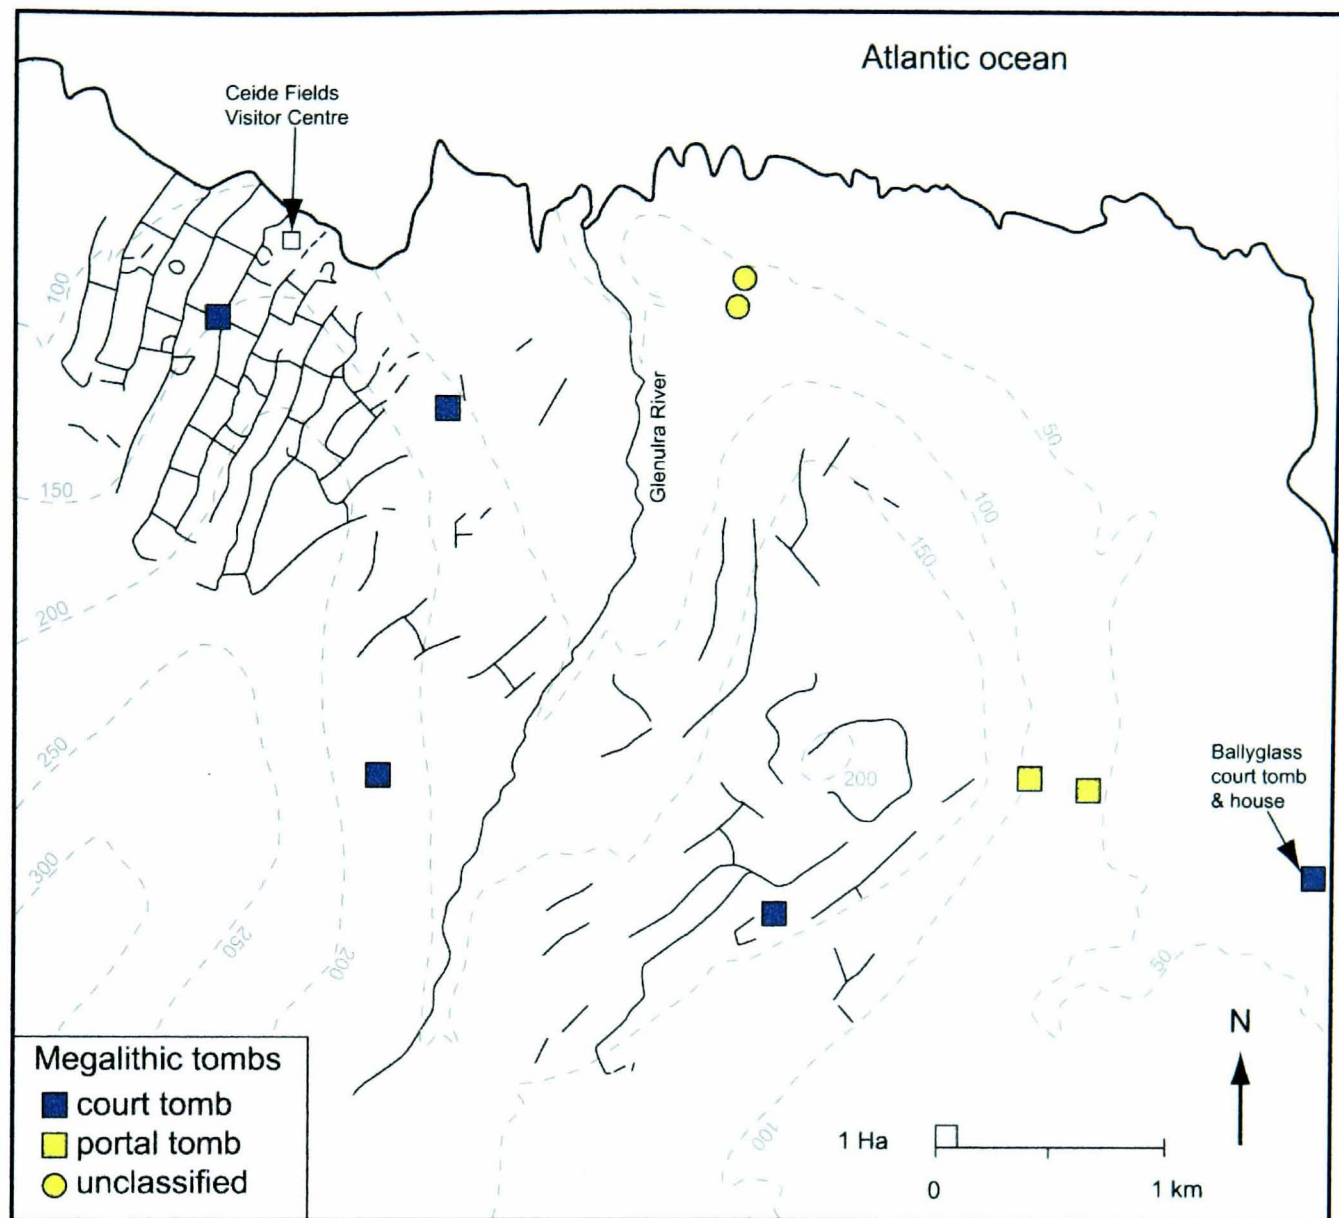 Atlantic ocean
Ceide Fields
Visitor Centre
Glenulra River
100
150
200
250
300
250
200
50
100
150
200
Ballyglass
court tomb
& house
50
100
Megalithic tombs
court tomb
portal tomb
unclassified
N
1 Ha
0 1 km